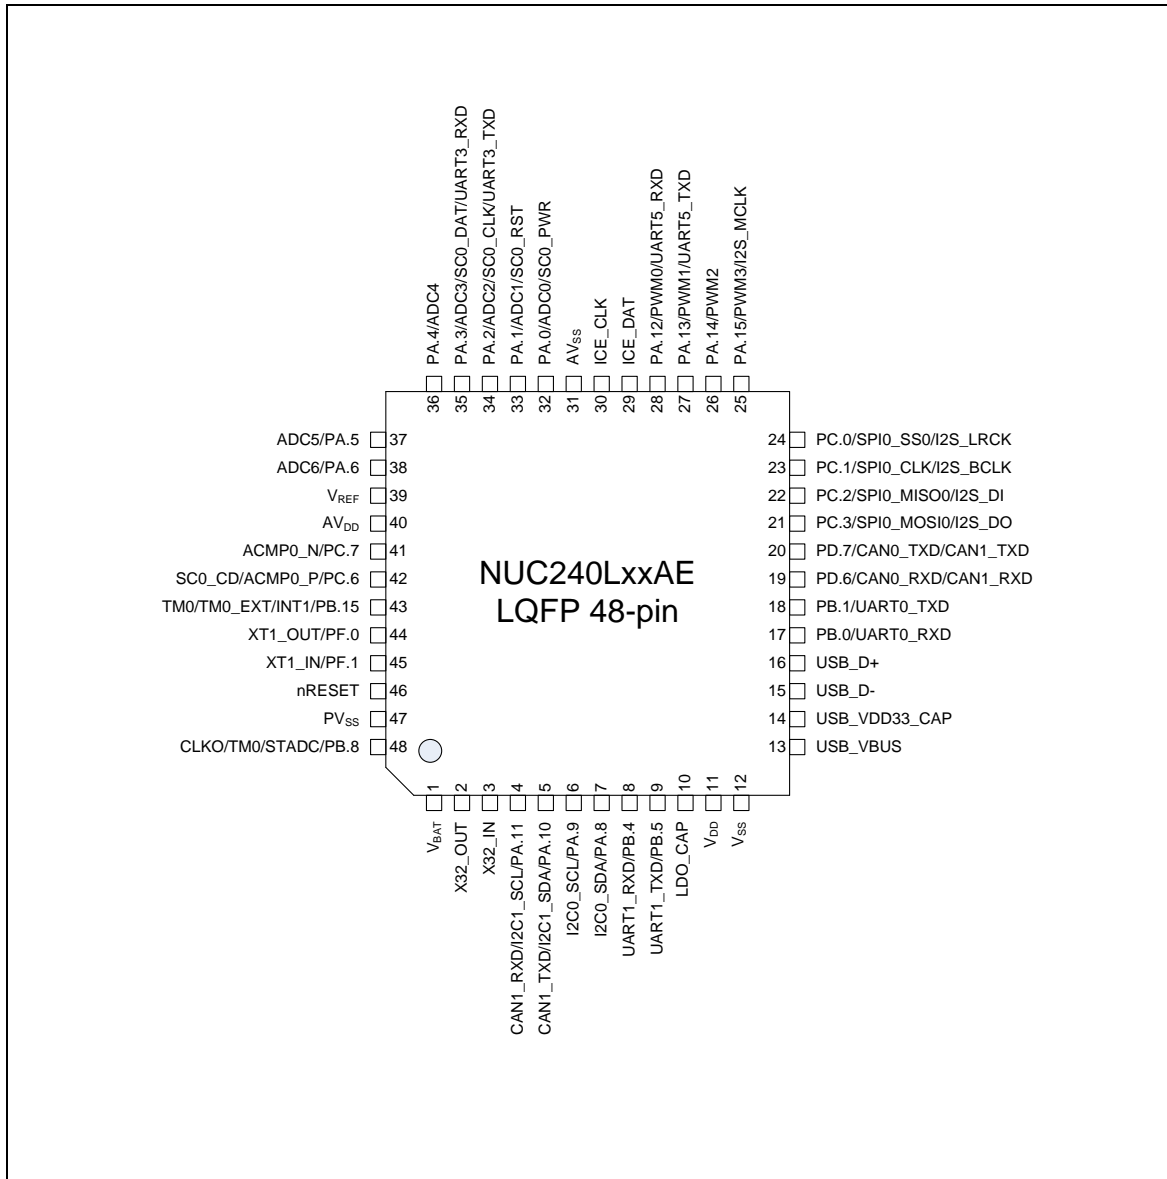 PA.4/ADC4
PA.3/ADC3/SC0_DAT/UART3_RXD
PA.2/ADC2/SC0_CLK/UART3_TXD
PA.1/ADC1/SC0_RST
PA.0/ADC0/SC0_PWR
AVSS
ICE_CLK
ICE_DAT
PA.12/PWM0/UART5_RXD
PA.13/PWM1/UART5_TXD
PA.14/PWM2
PA.15/PWM3/I2S_MCLK
36
35
34
33
32
31
30
29
28
27
26
25
ADC5/PA.5 37
ADC6/PA.6 38
VREF 39
AVDD 40
ACMP0_N/PC.7 41
SC0_CD/ACMP0_P/PC.6 42
TM0/TM0_EXT/INT1/PB.15 43
XT1_OUT/PF.0 44
XT1_IN/PF.1 45
nRESET 46
PVSS 47
CLKO/TM0/STADC/PB.8 48
NUC240LxxAE
LQFP 48-pin
24 PC.0/SPI0_SS0/I2S_LRCK
23 PC.1/SPI0_CLK/I2S_BCLK
22 PC.2/SPI0_MISO0/I2S_DI
21 PC.3/SPI0_MOSI0/I2S_DO
20 PD.7/CAN0_TXD/CAN1_TXD
19 PD.6/CAN0_RXD/CAN1_RXD
18 PB.1/UART0_TXD
17 PB.0/UART0_RXD
16 USB_D+
15 USB_D-
14 USB_VDD33_CAP
13 USB_VBUS
1
2
3
4
5
6
7
8
9
10
11
12
VBAT
X32_OUT
X32_IN
CAN1_RXD/I2C1_SCL/PA.11
CAN1_TXD/I2C1_SDA/PA.10
I2C0_SCL/PA.9
I2C0_SDA/PA.8
UART1_RXD/PB.4
UART1_TXD/PB.5
LDO_CAP
VDD
VSS